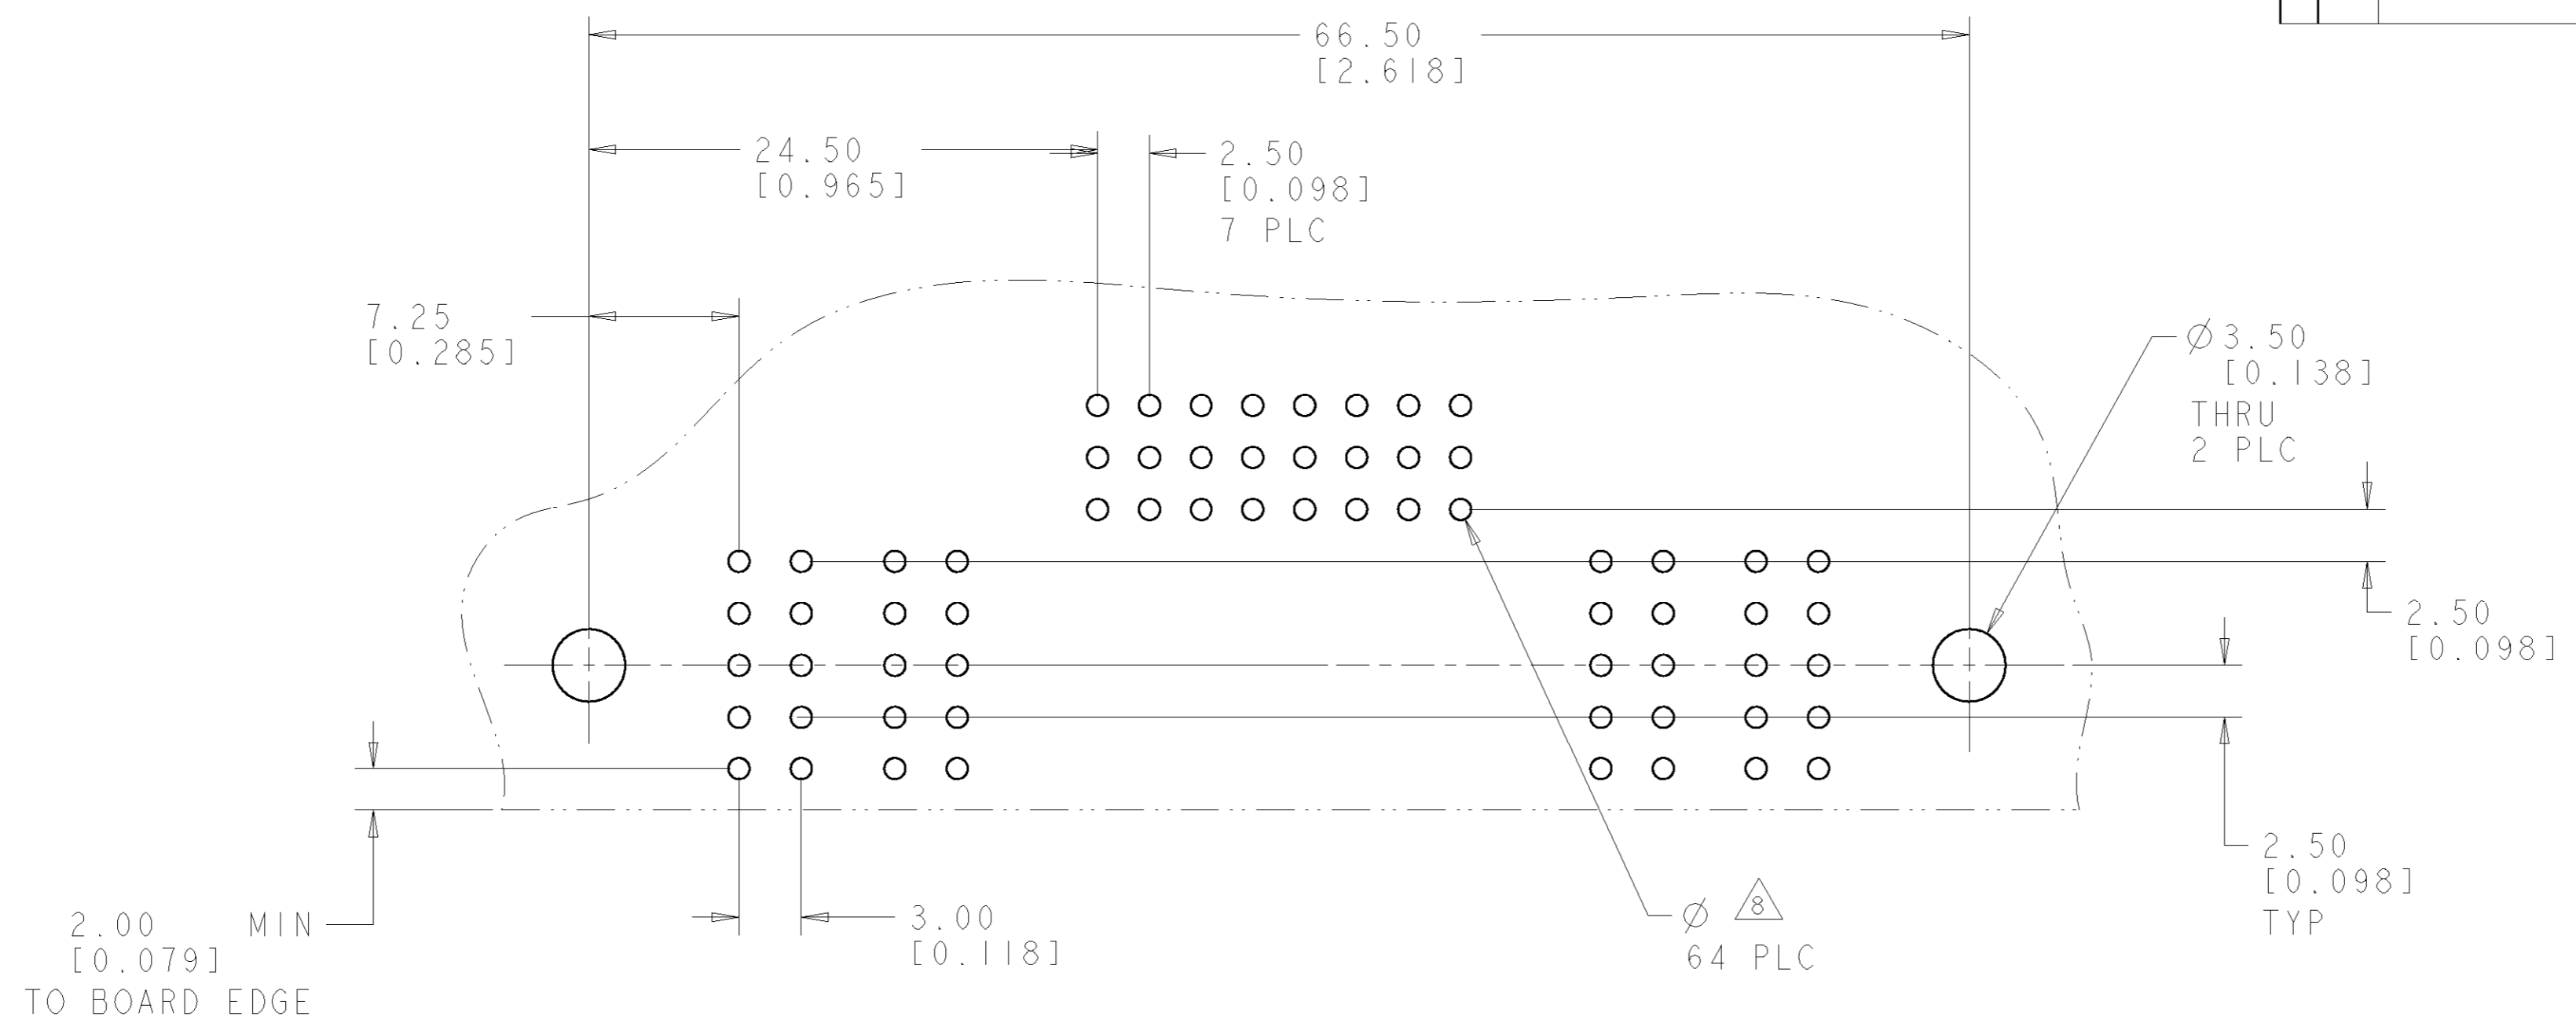 66.50
[2.618]
24.50
[0.965]
2.50
[0.098]
7 PLC
7.25
[0.285]
Ø3.50
[0.138]
THRU
2 PLC
2.50
[0.098]
2.50
[0.098]
TYP
2.00 MIN
[0.079]
TO BOARD EDGE
3.00
[0.118]
Ø 8
64 PLC